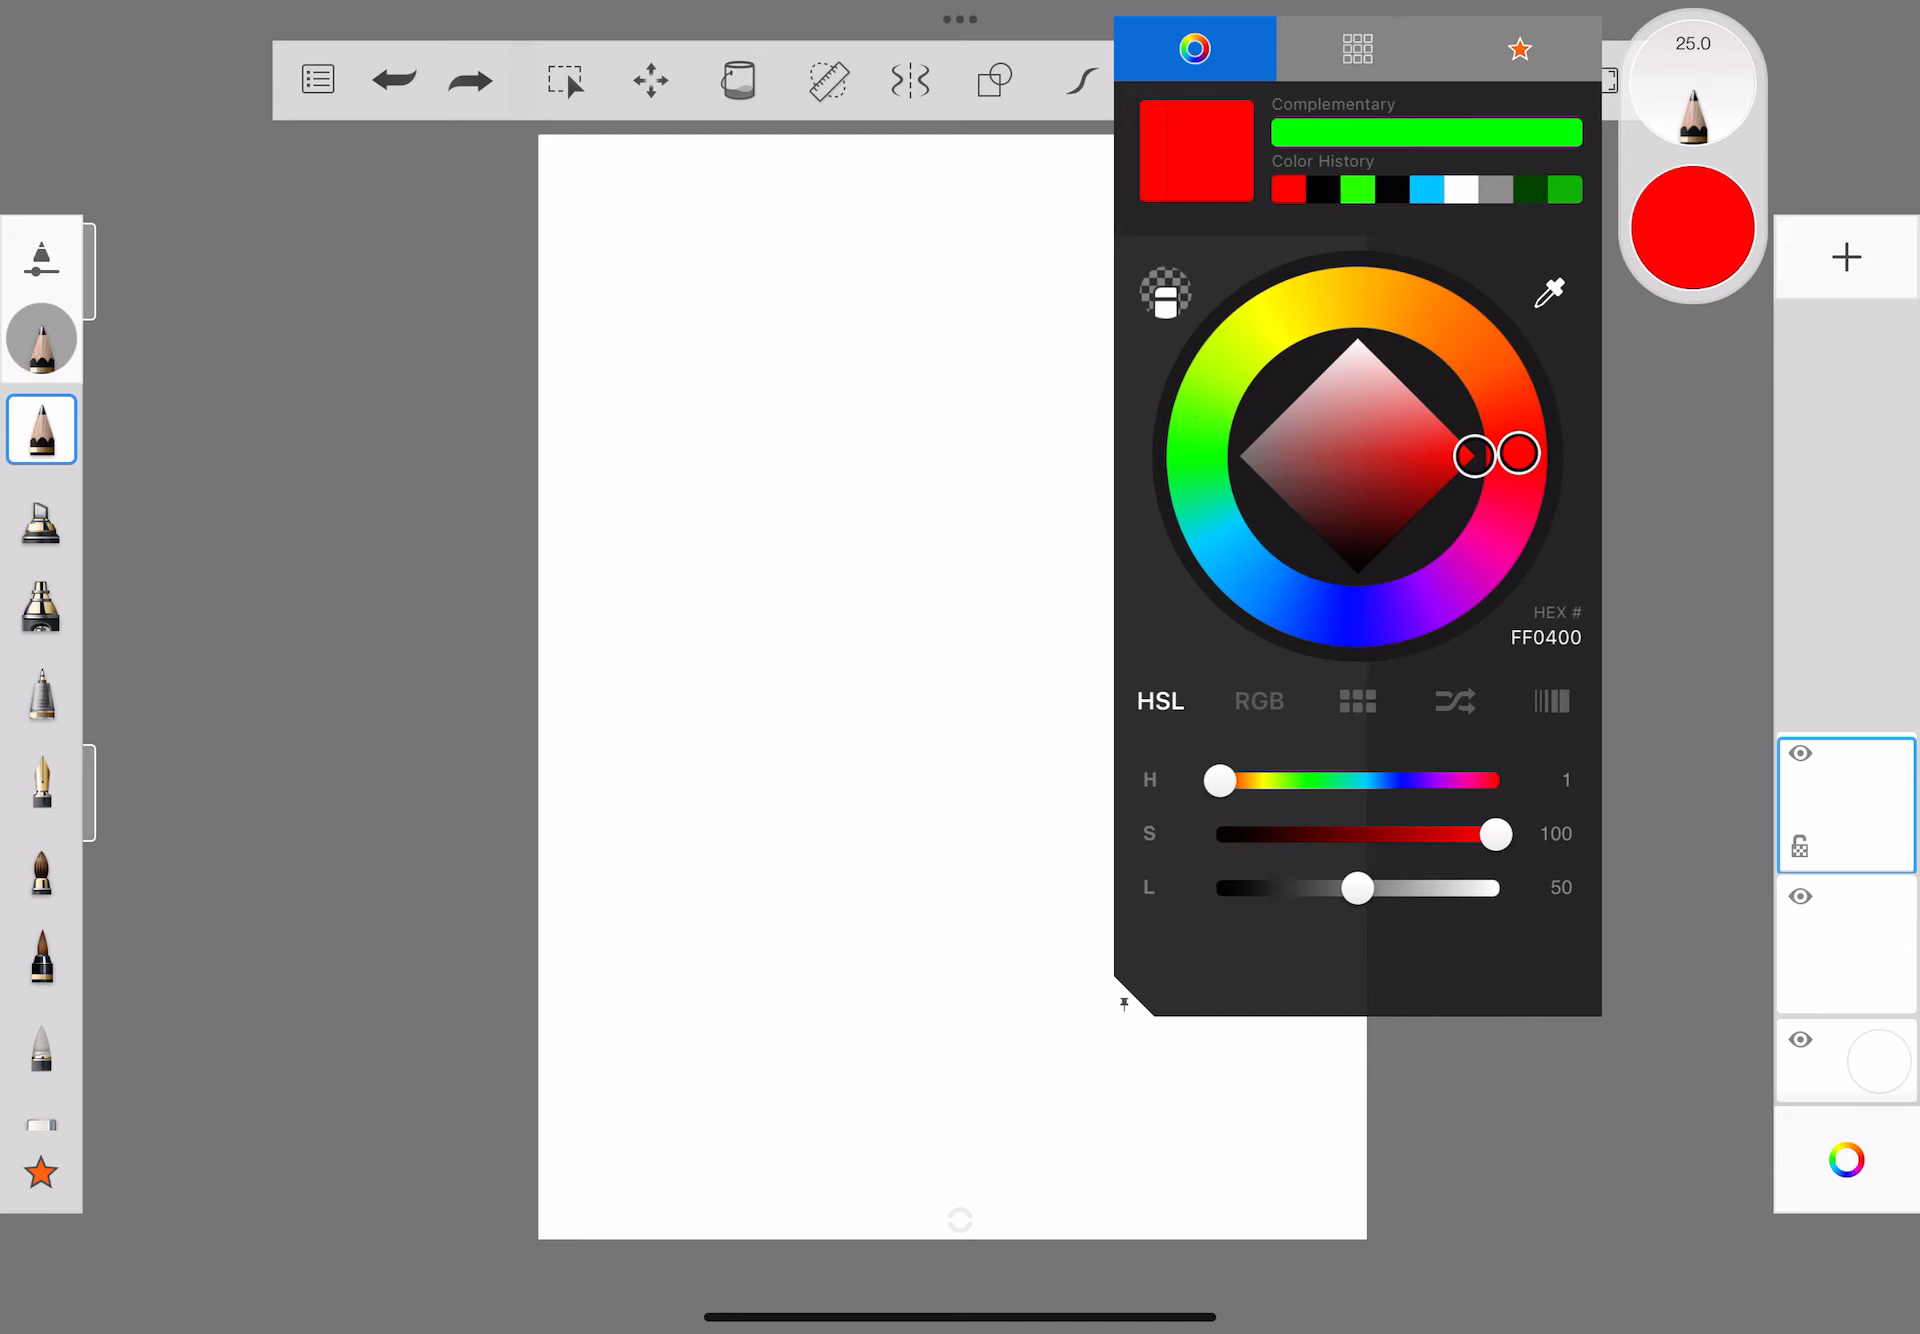 25.0
Complementary
Color History
HEX #
FF0400
HSL RGB
H 1
S 100
L 50